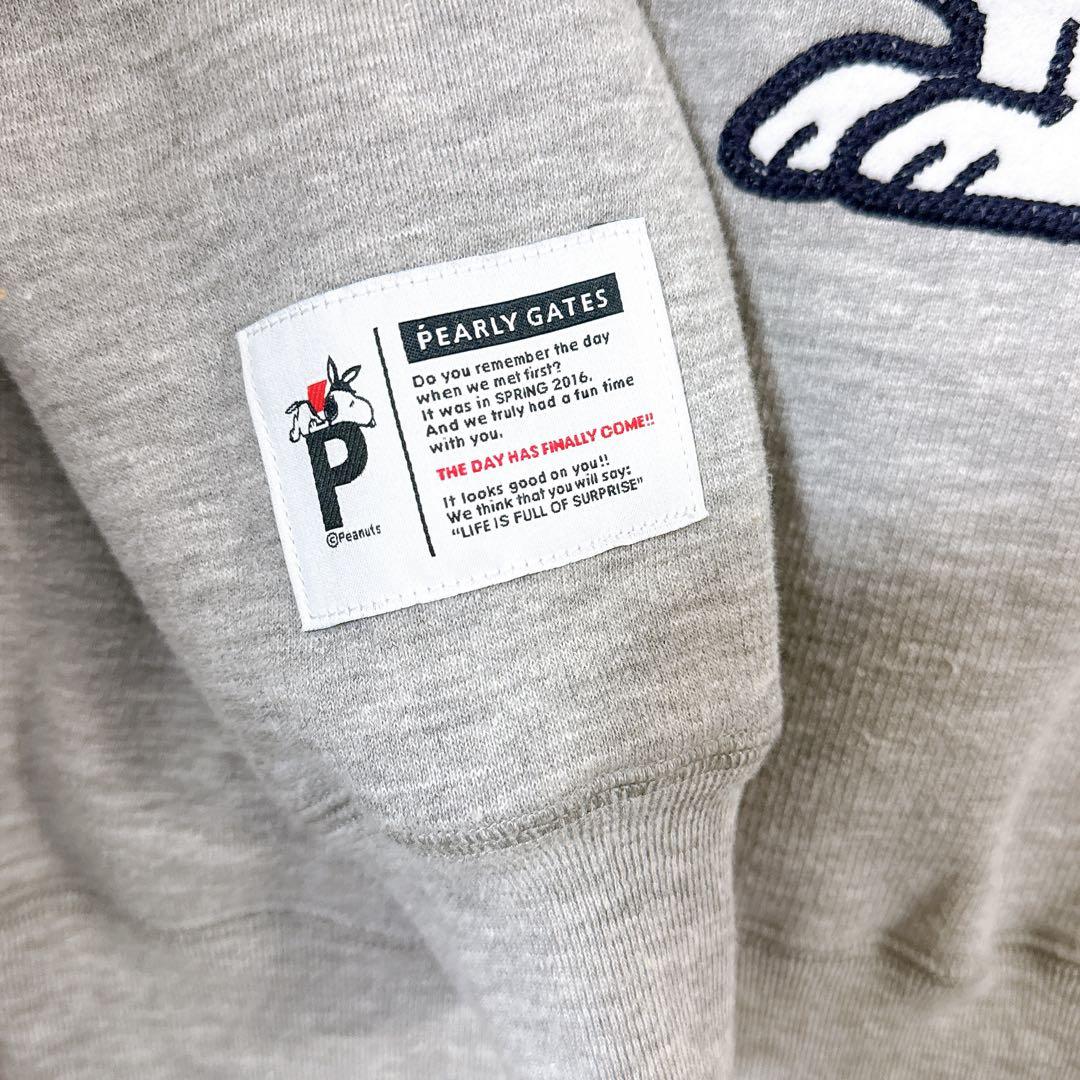 P
©Peanuts
PEARLY GATES
Do you remember the day
when we met first?
It was in SPRING 2016.
And we truly had a fun time
with you.
THE DAY HAS FINALLY COME!!
It looks good on you!!
We think that you will say:
"LIFE IS FULL OF SURPRISE"